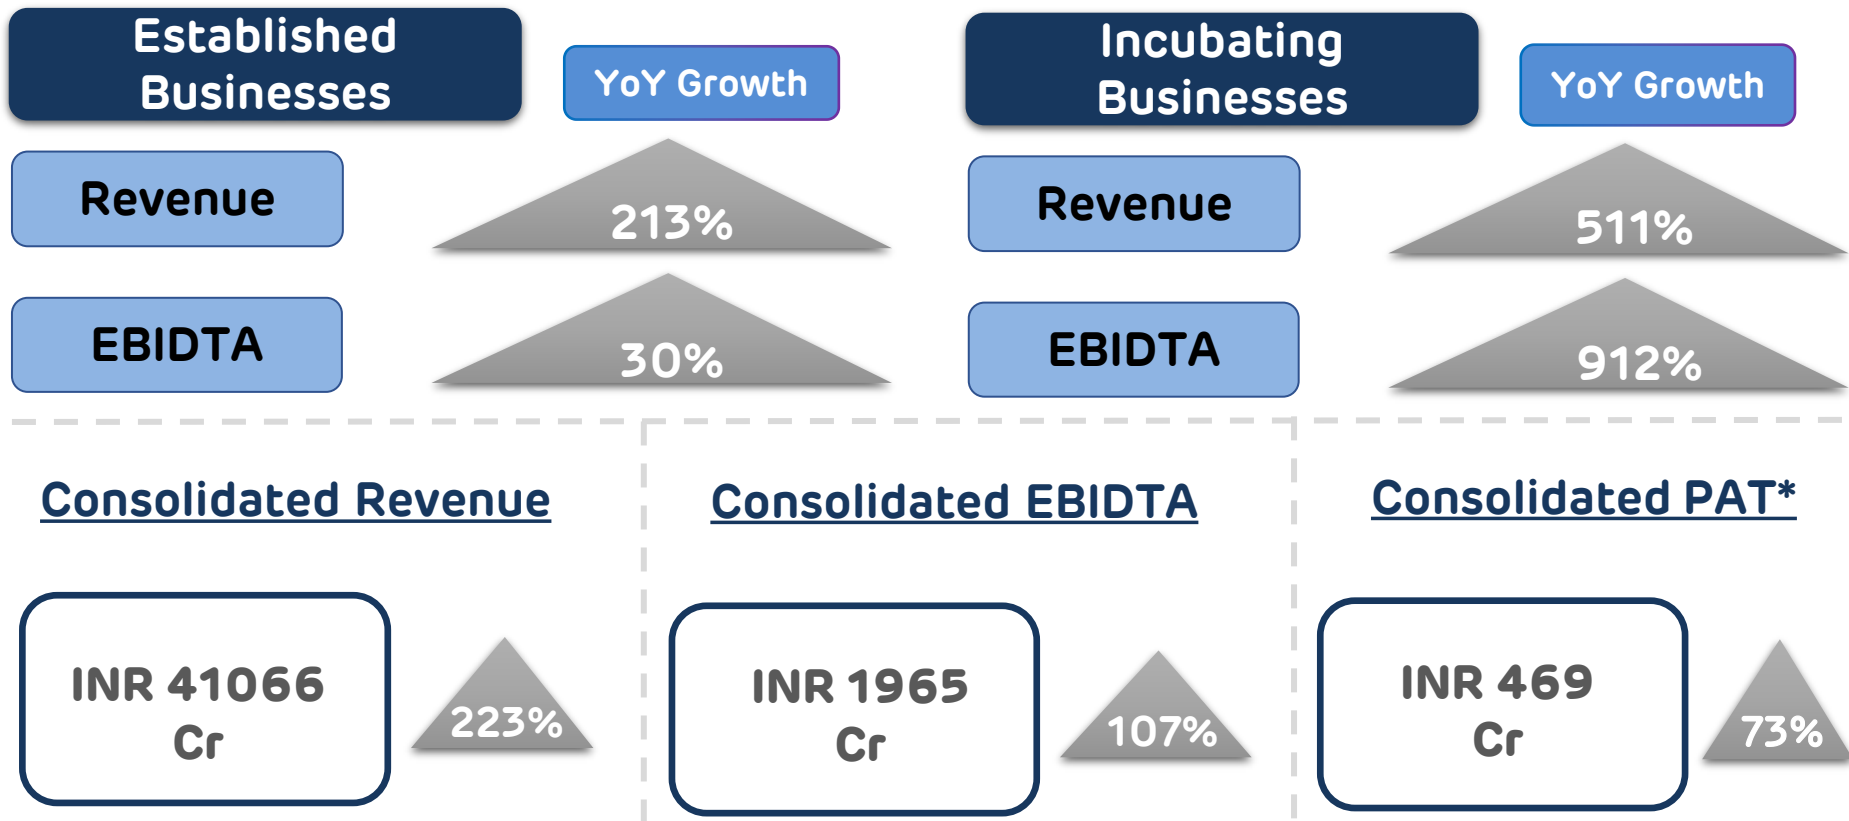 Established
Businesses
YoY Growth
Revenue
213%
EBIDTA
30%
Incubating
Businesses
YoY Growth
Revenue
511%
EBIDTA
912%
Consolidated Revenue
INR 41066
Cr
223%
Consolidated EBIDTA
INR 1965
Cr
107%
Consolidated PAT*
INR 469
Cr
73%